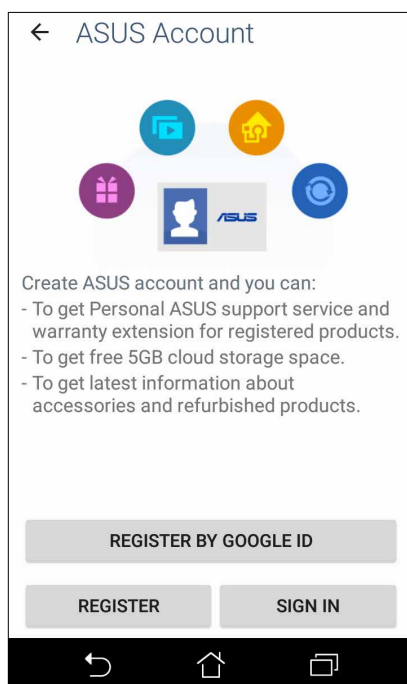 ASUS Account
ASUS
Create ASUS account and you can:
- To get Personal ASUS support service and
warranty extension for registered products.
- To get free 5GB cloud storage space.
- To get latest information about
accessories and refurbished products.
REGISTER BY GOOGLE ID
REGISTER SIGN IN